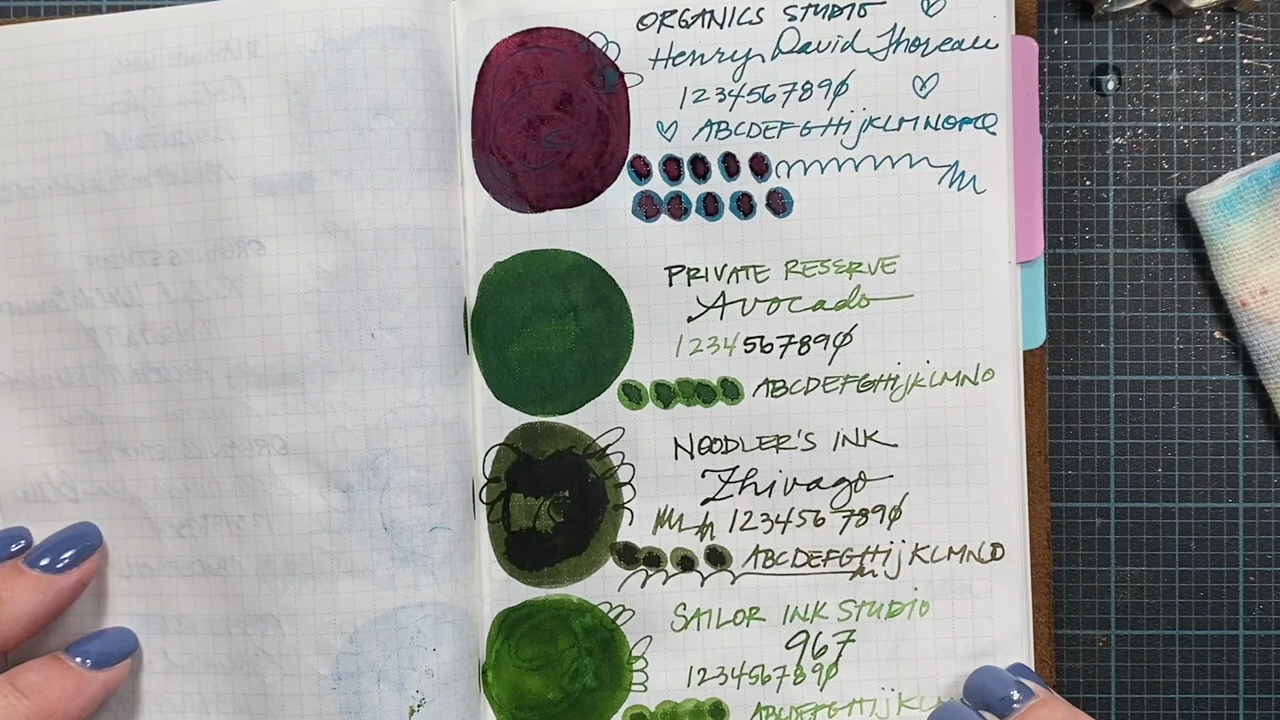 ORGANICS STUDIO
Henry David Thoreau
1234567890
ABCDEFGHijKLMNOPQ
PRIVATE RESERVE
Avocado
1234567890
ABCDEFGHijKLMNO
NOODLER'S INK
Zhivago
1234567890
ABCDEFGHijKLMNO
SAILOR INK STUDIO
967
1234567890
ABCDEFGHijKL